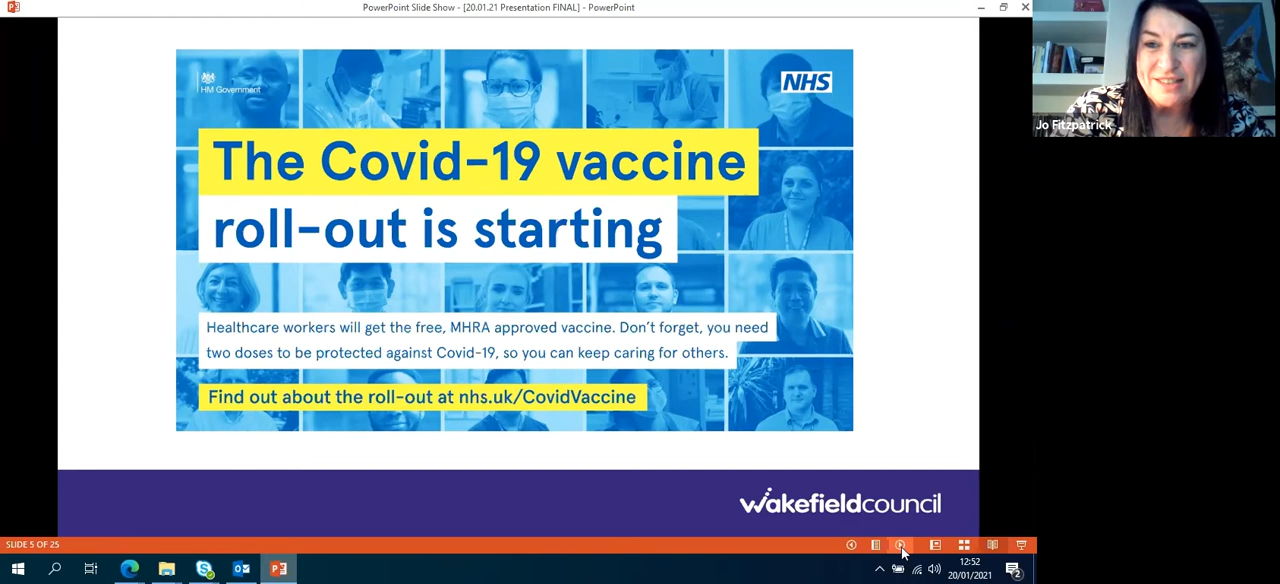 PowerPoint Slide Show - [20.01.21 Presentation FINAL] - PowerPoint
HM Government
NHS
The Covid-19 vaccine
roll-out is starting
Healthcare workers will get the free, MHRA approved vaccine. Don't forget, you need
two doses to be protected against Covid-19, so you can keep caring for others.
Find out about the roll-out at nhs.uk/CovidVaccine
wakefieldcouncil
Jo Fitzpatrick
SLIDE 5 OF 25
12:52
20/01/2021
2